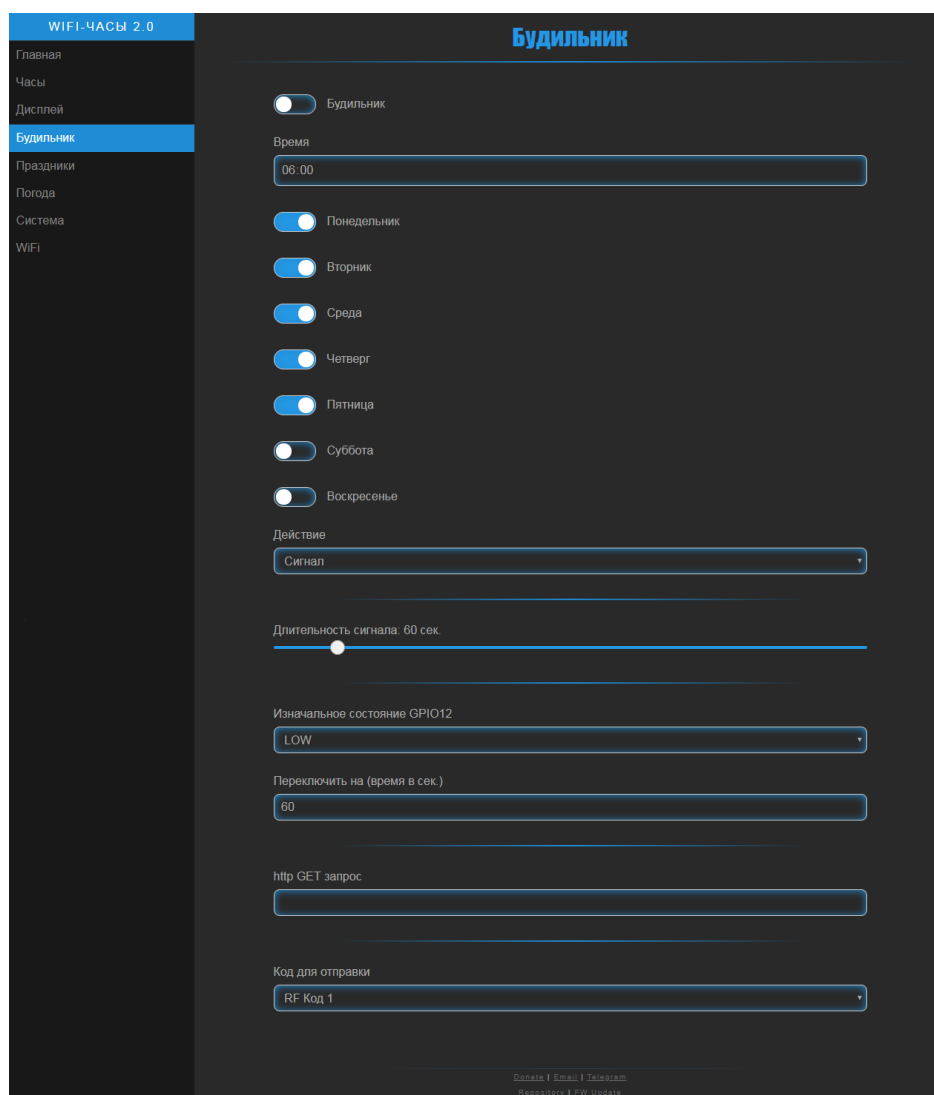 WIFI-ЧАСЫ 2.0
Главная
Часы
Дисплей
Будильник
Праздники
Погода
Система
WiFi
Будильник
Будильник
Время
06:00
Понедельник
Вторник
Среда
Четверг
Пятница
Суббота
Воскресенье
Действие
Сигнал
Длительность сигнала: 60 сек.
Изначальное состояние GPIO12
LOW
Переключить на (время в сек.)
60
http GET запрос
Код для отправки
RF Код 1
Donate | Email | Telegram
Repository | FW Update